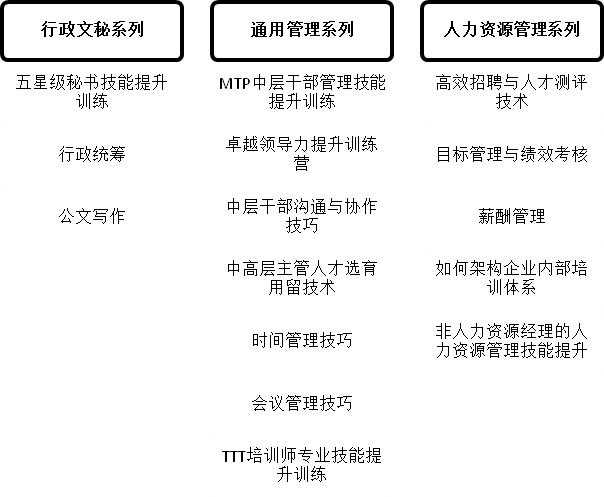 行政文秘系列
五星级秘书技能提升
训练
行政统筹
公文写作
通用管理系列
MTP中层干部管理技能
提升训练
卓越领导力提升训练
营
中层干部沟通与协作
技巧
中高层主管人才选育
用留技术
时间管理技巧
会议管理技巧
TTT培训师专业技能提
升训练
人力资源管理系列
高效招聘与人才测评
技术
目标管理与绩效考核
薪酬管理
如何架构企业内部培
训体系
非人力资源经理的人
力资源管理技能提升